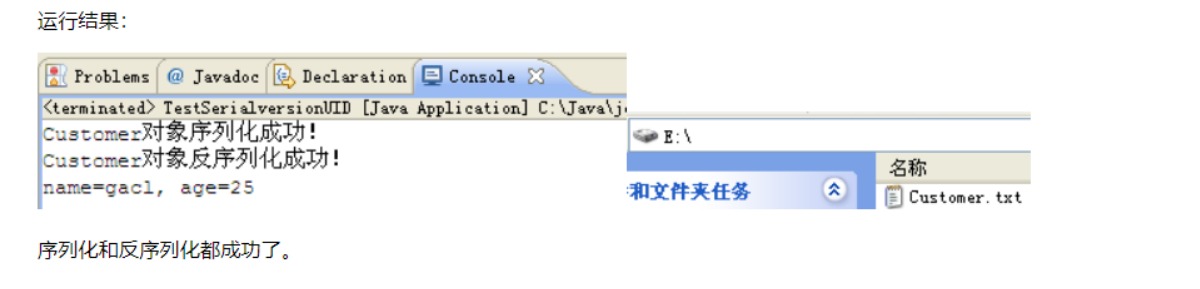 运行结果：
Problems @ Javadoc Declaration Console
<terminated> TestSerialversionUID [Java Application] C:\Java\j
Customer对象序列化成功!
Customer对象反序列化成功!
name=gacl, age=25
E:\
名称
和文件夹任务
Customer.txt
序列化和反序列化都成功了。